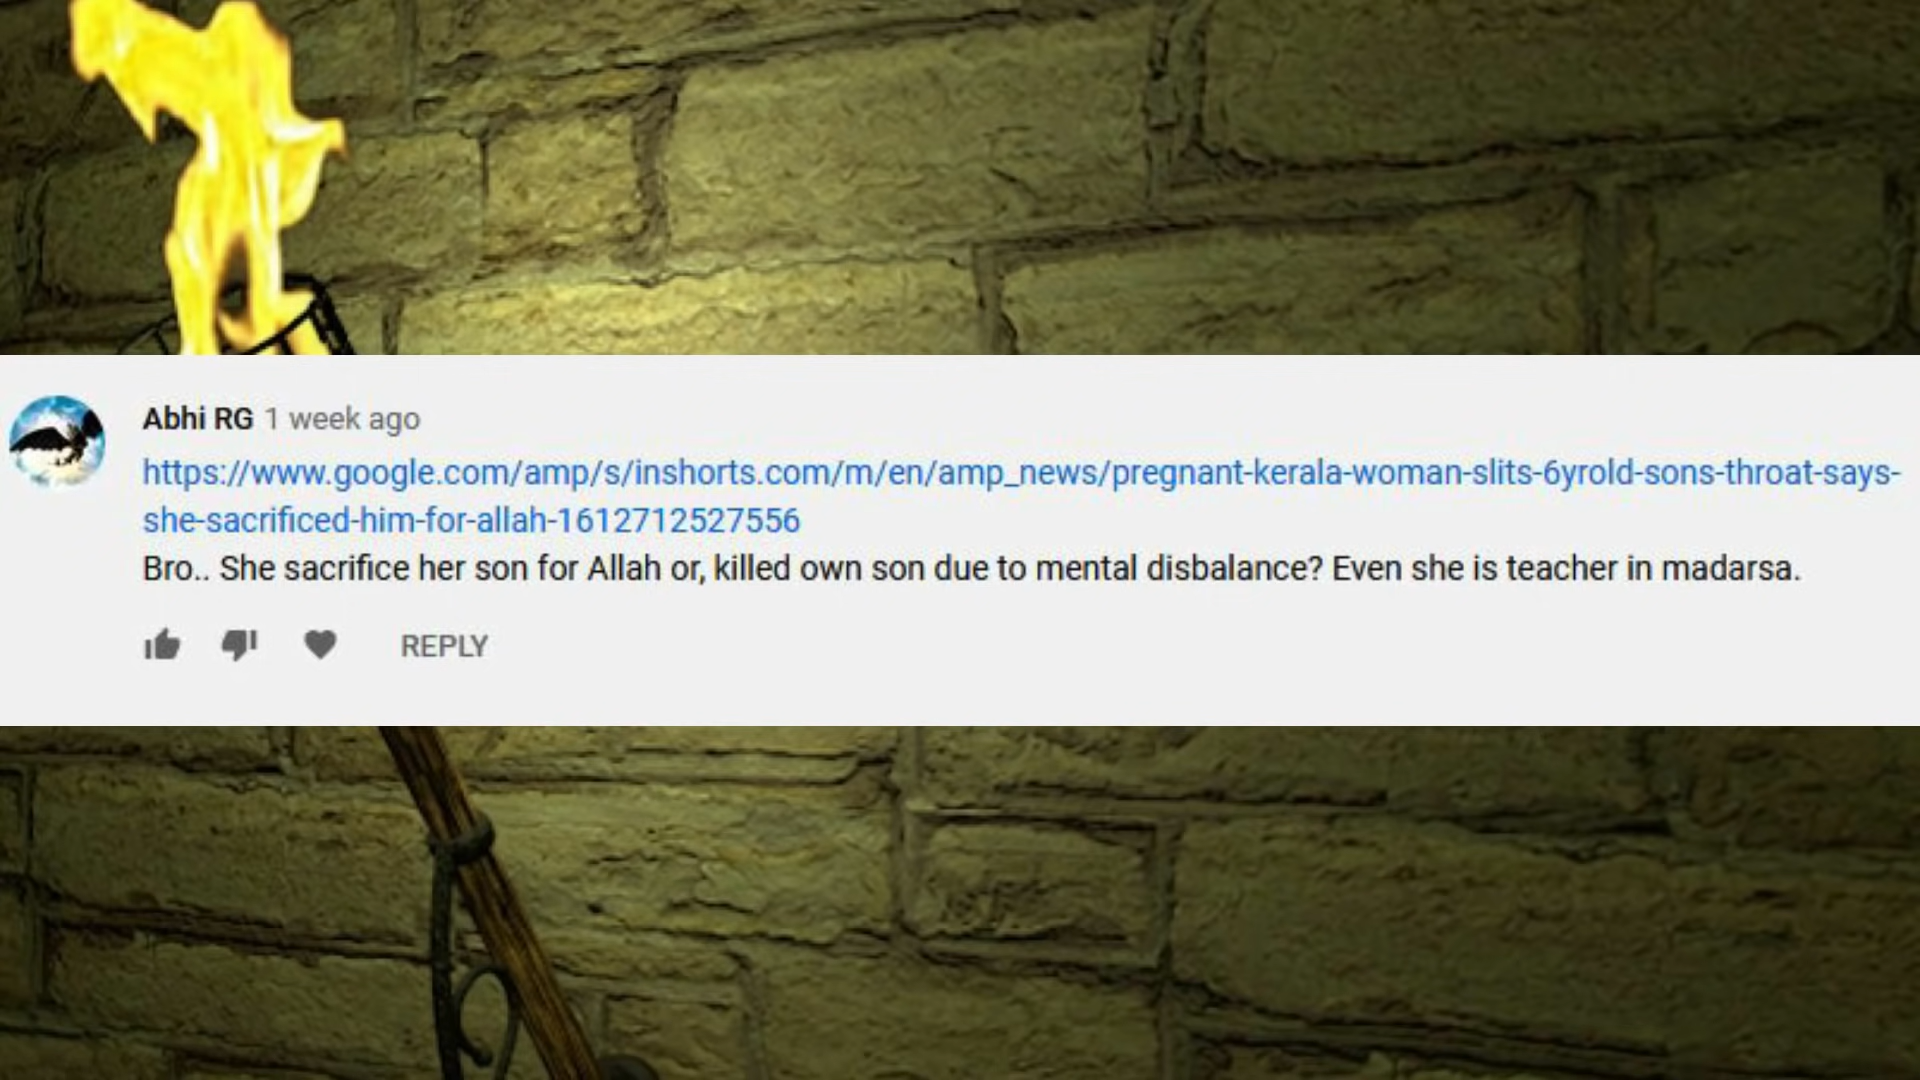 Abhi RG 1 week ago
https://www.google.com/amp/s/inshorts.com/m/en/amp_news/pregnant-kerala-woman-slits-6yrold-sons-throat-says-
she-sacrificed-him-for-allah-1612712527556
Bro.. She sacrifice her son for Allah or, killed own son due to mental disbalance? Even she is teacher in madarsa.
REPLY